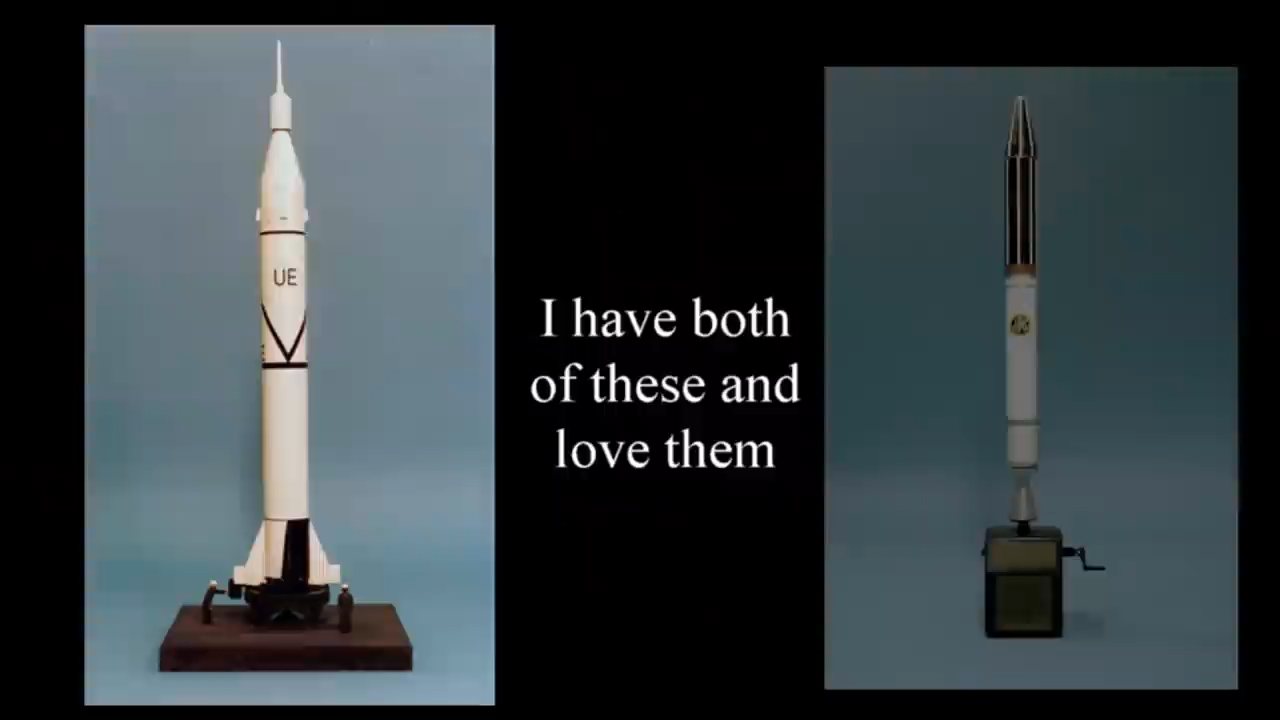 UE
I have both
of these and
love them